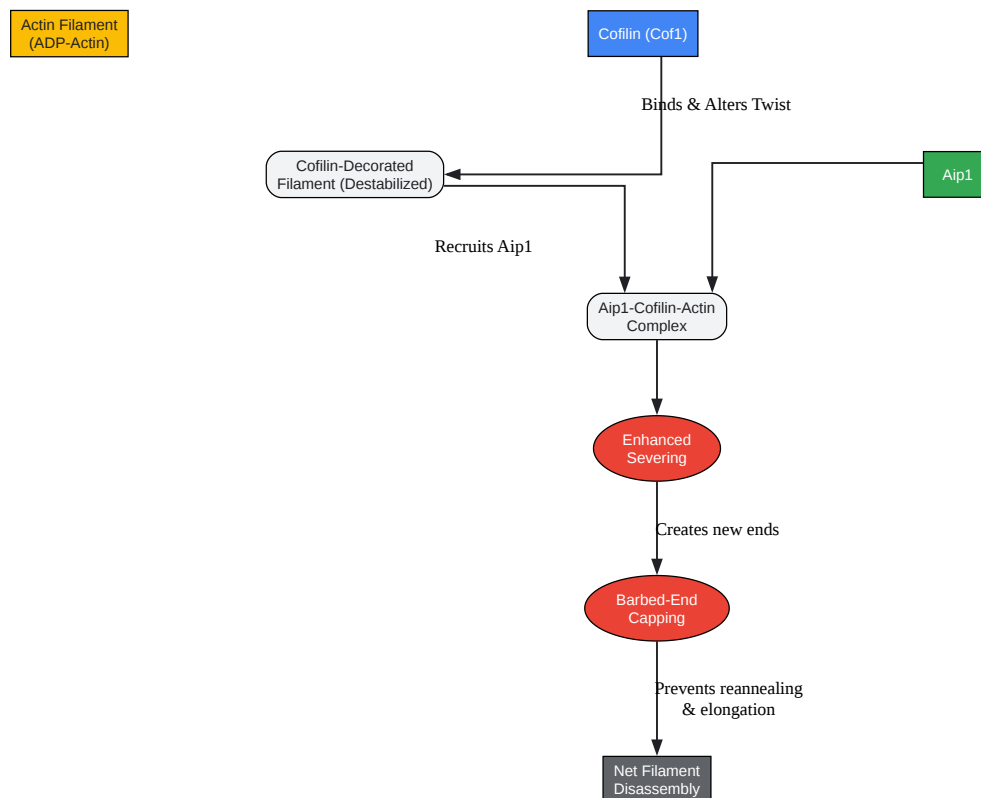 Actin Filament
(ADP-Actin)
Cofilin (Cof1)
Binds & Alters Twist
Cofilin-Decorated
Filament (Destabilized)
Aip1
Recruits Aip1
Aip1-Cofilin-Actin
Complex
Enhanced
Severing
Creates new ends
Barbed-End
Capping
Prevents reannealing
& elongation
Net Filament
Disassembly